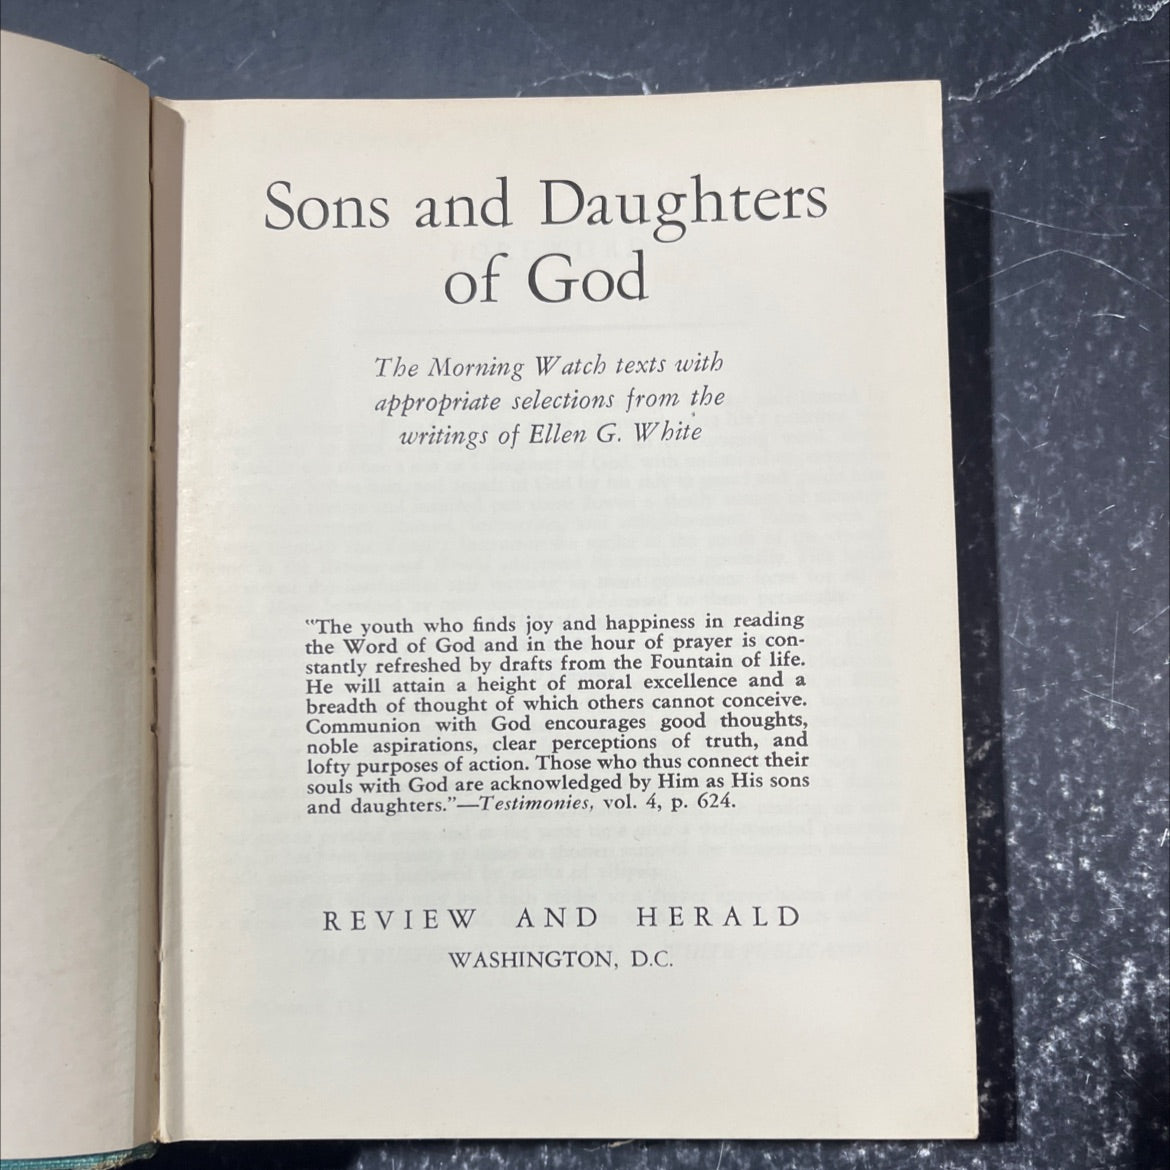 Sons and Daughters
of God
The Morning Watch texts with
appropriate selections from the
writings of Ellen G. White
"The youth who finds joy and happiness in reading
the Word of God and in the hour of prayer is con-
stantly refreshed by drafts from the Fountain of life.
He will attain a height of moral excellence and a
breadth of thought of which others cannot conceive.
Communion with God encourages good thoughts,
noble aspirations, clear perceptions of truth, and
lofty purposes of action. Those who thus connect their
souls with God are acknowledged by Him as His sons
and daughters."—Testimonies, vol. 4, p. 624.
REVIEW AND HERALD
WASHINGTON, D.C.